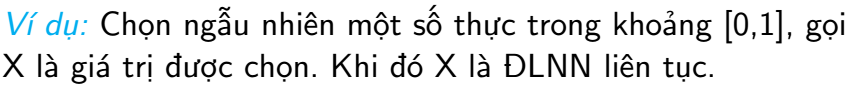 Ví dụ: Chọn ngẫu nhiên một số thực trong khoảng [0,1], gọi
X là giá trị được chọn. Khi đó X là ĐLNN liên tục.